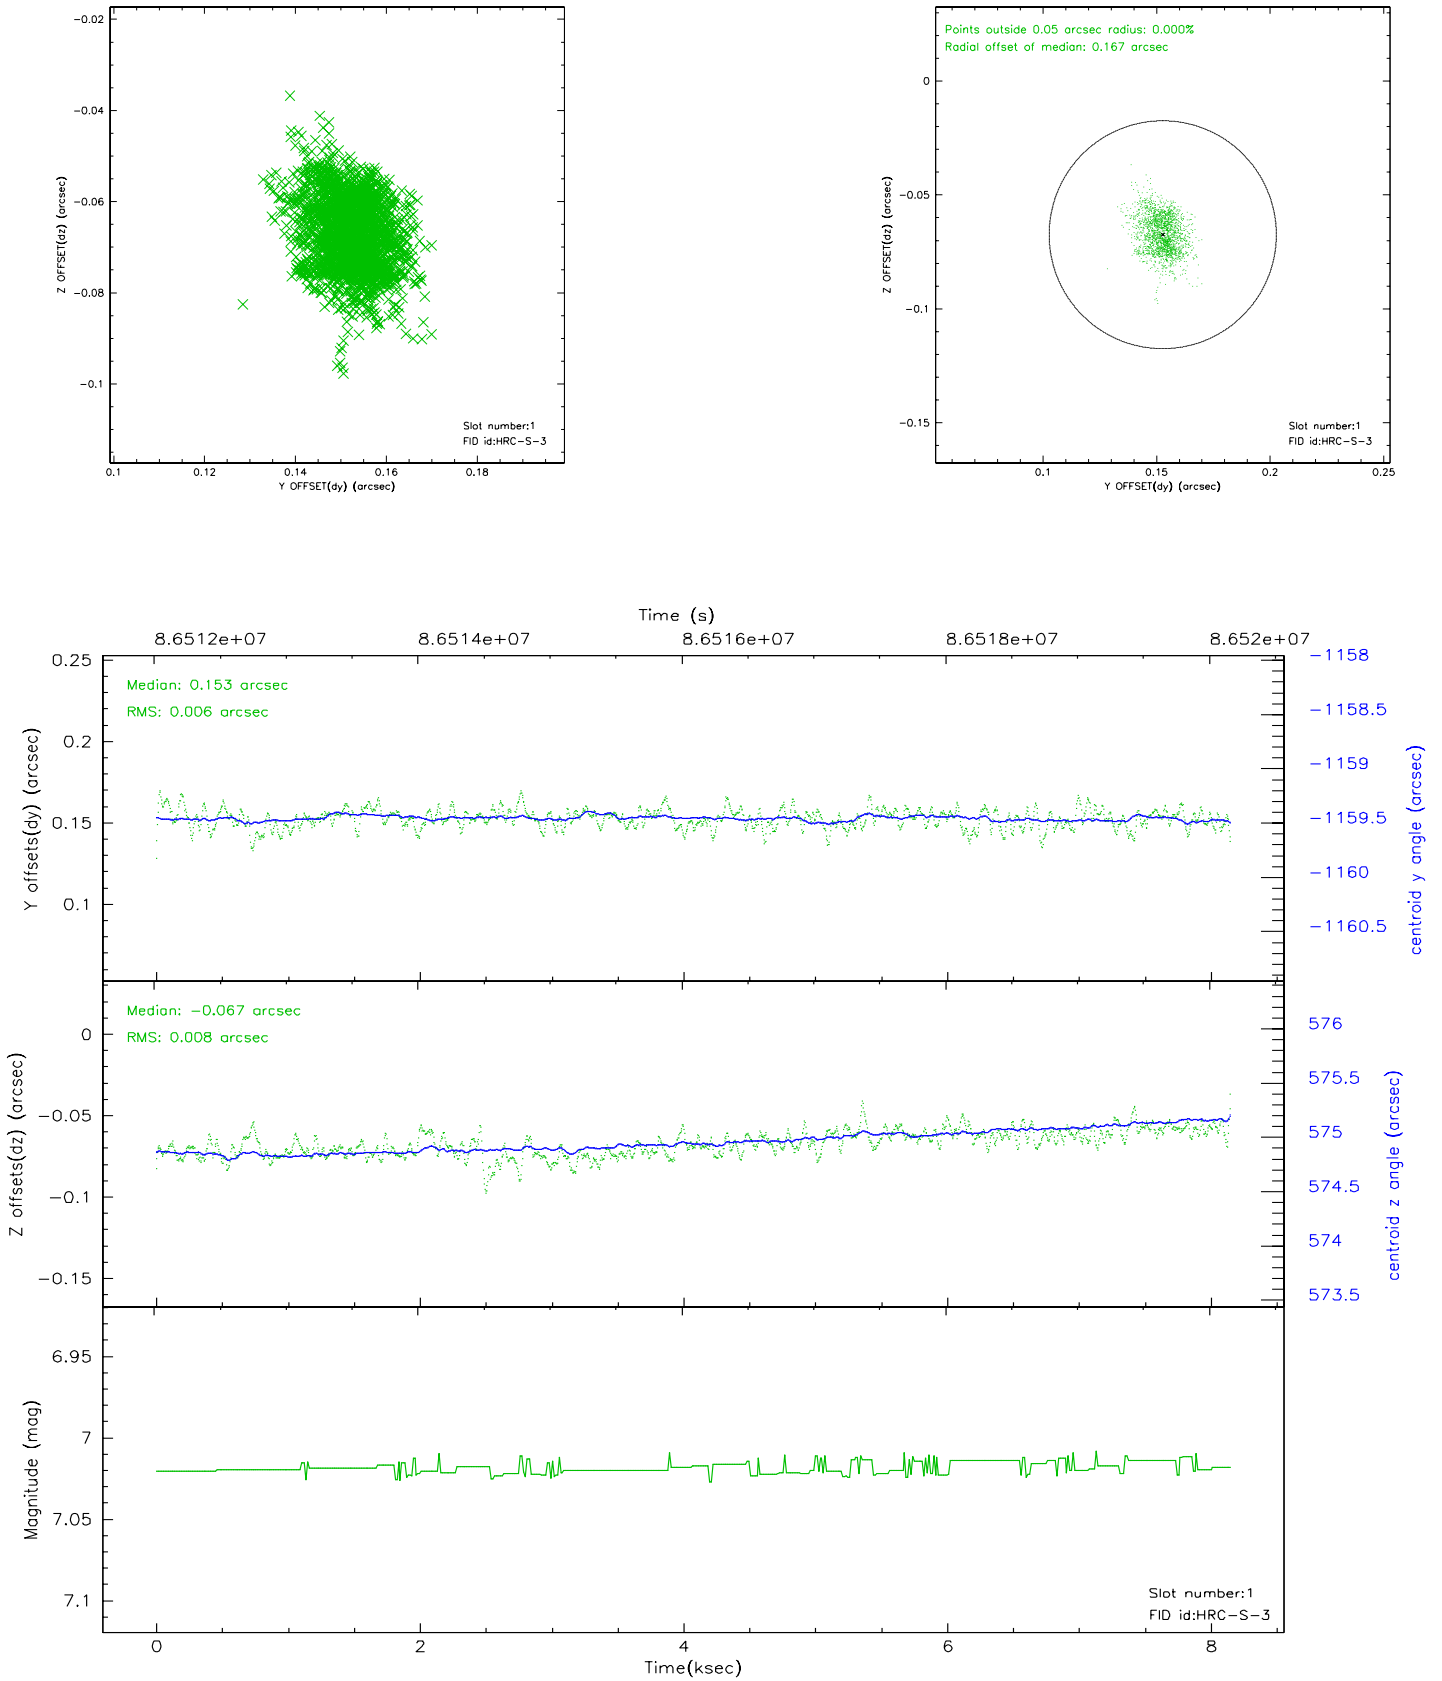 -0.02
-0.04
-0.06
-0.08
-0.1
Z OFFSET(dz) (arcsec)
Slot number:1
FID id:HRC-S-3
0.1 0.12 0.14 0.16 0.18
Y OFFSET(dy) (arcsec)
Points outside 0.05 arcsec radius: 0.000%
Radial offset of median: 0.167 arcsec
0
-0.05
-0.1
-0.15
Z OFFSET(dz) (arcsec)
Slot number:1
FID id:HRC-S-3
0.1 0.15 0.2 0.25
Y OFFSET(dy) (arcsec)
Time (s)
8.6512e+07 8.6514e+07 8.6516e+07 8.6518e+07 8.652e+07
Median: 0.153 arcsec
RMS: 0.006 arcsec
0.25
0.2
0.15
0.1
Y offsets(dy) (arcsec)
-1158
-1158.5
-1159
-1159.5
-1160
-1160.5
centroid y angle (arcsec)
Median: -0.067 arcsec
RMS: 0.008 arcsec
0
-0.05
-0.1
-0.15
Z offsets(dz) (arcsec)
576
575.5
575
574.5
574
573.5
centroid z angle (arcsec)
6.95
7
7.05
7.1
Magnitude (mag)
Slot number:1
FID id:HRC-S-3
0 2 4 6 8
Time(ksec)